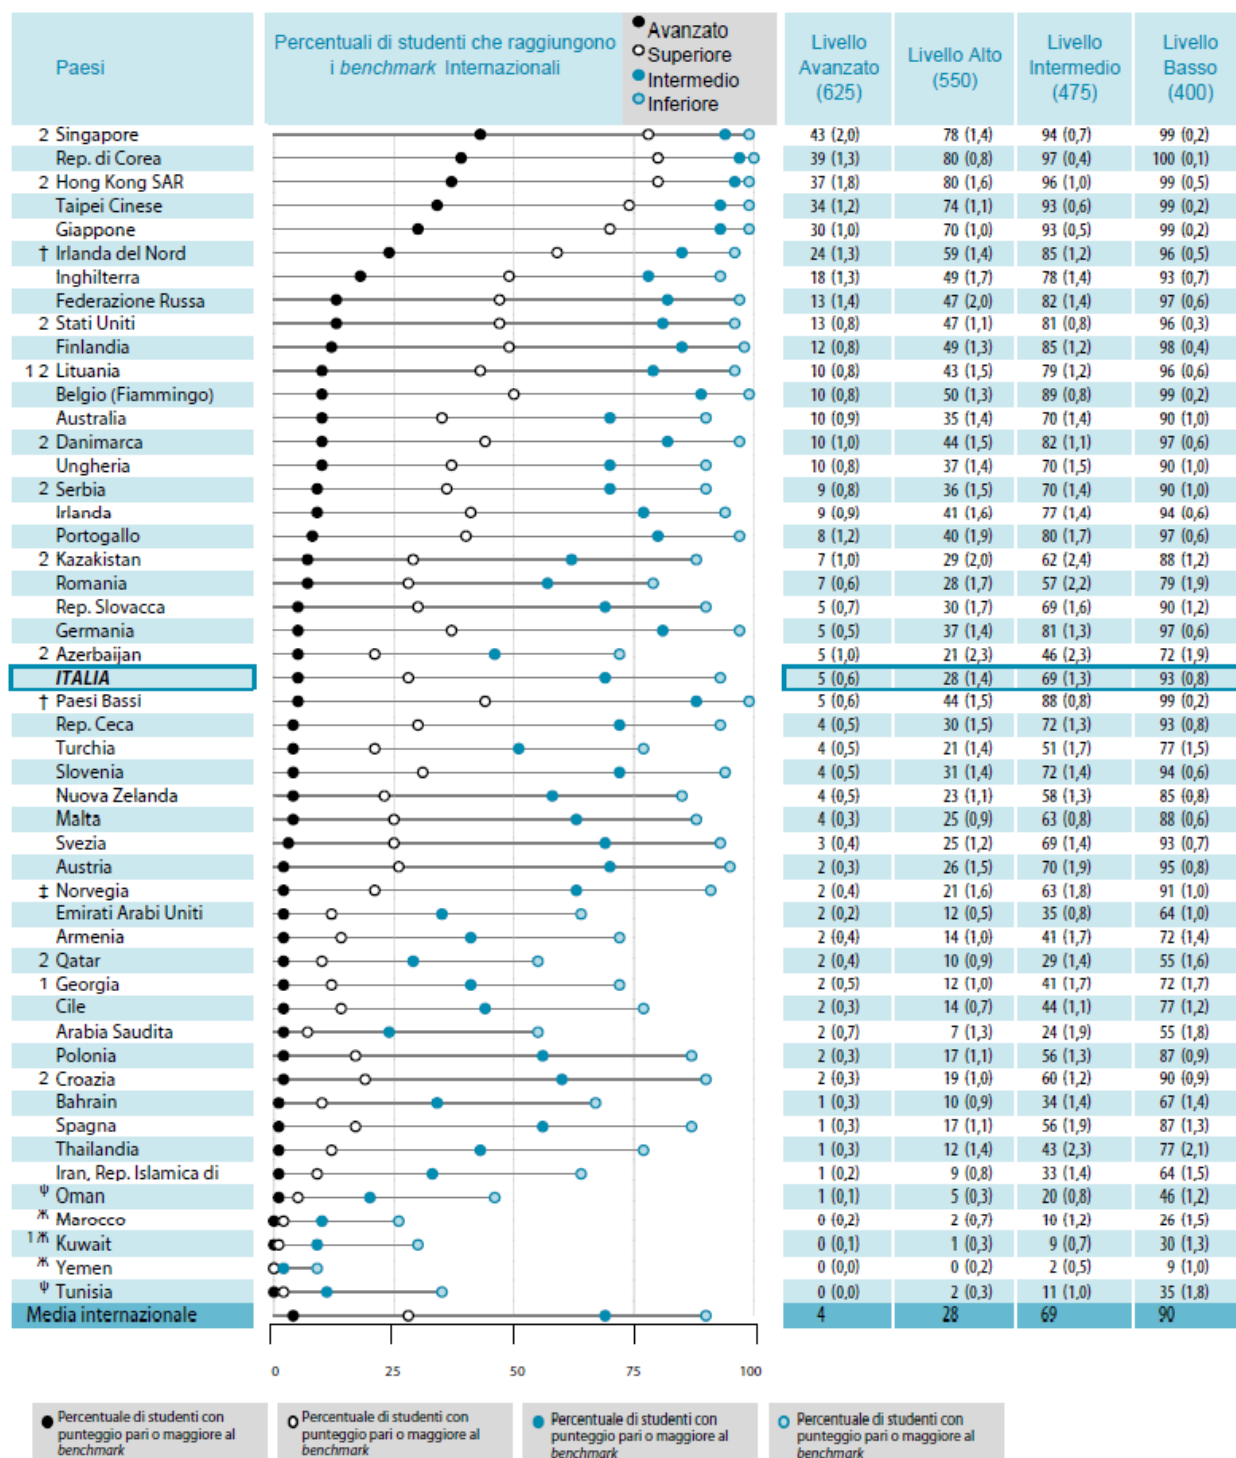 Paesi
Percentuali di studenti che raggiungono
i benchmark Internazionali
Avanzato
Superiore
Intermedio
Inferiore
Livello
Avanzato
(625)
Livello Alto
(550)
Livello
Intermedio
(475)
Livello
Basso
(400)
2 Singapore 43 (2,0) 78 (1,4) 94 (0,7) 99 (0,2)
Rep. di Corea 39 (1,3) 80 (0,8) 97 (0,4) 100 (0,1)
2 Hong Kong SAR 37 (1,8) 80 (1,6) 96 (1,0) 99 (0,5)
Taipei Cinese 34 (1,2) 74 (1,1) 93 (0,6) 99 (0,2)
Giappone 30 (1,0) 70 (1,0) 93 (0,5) 99 (0,2)
† Irlanda del Nord 24 (1,3) 59 (1,4) 85 (1,2) 96 (0,5)
Inghilterra 18 (1,3) 49 (1,7) 78 (1,4) 93 (0,7)
Federazione Russa 13 (1,4) 47 (2,0) 82 (1,4) 97 (0,6)
2 Stati Uniti 13 (0,8) 47 (1,1) 81 (0,8) 96 (0,3)
Finlandia 12 (0,8) 49 (1,3) 85 (1,2) 98 (0,4)
1 2 Lituania 10 (0,8) 43 (1,5) 79 (1,2) 96 (0,6)
Belgio (Fiammingo) 10 (0,8) 50 (1,3) 89 (0,8) 99 (0,2)
Australia 10 (0,9) 35 (1,4) 70 (1,4) 90 (1,0)
2 Danimarca 10 (1,0) 44 (1,5) 82 (1,1) 97 (0,6)
Ungheria 10 (0,8) 37 (1,4) 70 (1,5) 90 (1,0)
2 Serbia 9 (0,8) 36 (1,5) 70 (1,4) 90 (1,0)
Irlanda 9 (0,9) 41 (1,6) 77 (1,4) 94 (0,6)
Portogallo 8 (1,2) 40 (1,9) 80 (1,7) 97 (0,6)
2 Kazakistan 7 (1,0) 29 (2,0) 62 (2,4) 88 (1,2)
Romania 7 (0,6) 28 (1,7) 57 (2,2) 79 (1,9)
Rep. Slovacca 5 (0,7) 30 (1,7) 69 (1,6) 90 (1,2)
Germania 5 (0,5) 37 (1,4) 81 (1,3) 97 (0,6)
2 Azerbaijan 5 (1,0) 21 (2,3) 46 (2,3) 72 (1,9)
ITALIA 5 (0,6) 28 (1,4) 69 (1,3) 93 (0,8)
† Paesi Bassi 5 (0,6) 44 (1,5) 88 (0,8) 99 (0,2)
Rep. Ceca 4 (0,5) 30 (1,5) 72 (1,3) 93 (0,8)
Turchia 4 (0,5) 21 (1,4) 51 (1,7) 77 (1,5)
Slovenia 4 (0,5) 31 (1,4) 72 (1,4) 94 (0,6)
Nuova Zelanda 4 (0,5) 23 (1,1) 58 (1,3) 85 (0,8)
Malta 4 (0,3) 25 (0,9) 63 (0,8) 88 (0,6)
Svezia 3 (0,4) 25 (1,2) 69 (1,4) 93 (0,7)
Austria 2 (0,3) 26 (1,5) 70 (1,9) 95 (0,8)
‡ Norvegia 2 (0,4) 21 (1,6) 63 (1,8) 91 (1,0)
Emirati Arabi Uniti 2 (0,2) 12 (0,5) 35 (0,8) 64 (1,0)
Armenia 2 (0,4) 14 (1,0) 41 (1,7) 72 (1,4)
2 Qatar 2 (0,4) 10 (0,9) 29 (1,4) 55 (1,6)
1 Georgia 2 (0,5) 12 (1,0) 41 (1,7) 72 (1,7)
Cile 2 (0,3) 14 (0,7) 44 (1,1) 77 (1,2)
Arabia Saudita 2 (0,7) 7 (1,3) 24 (1,9) 55 (1,8)
Polonia 2 (0,3) 17 (1,1) 56 (1,3) 87 (0,9)
2 Croazia 2 (0,3) 19 (1,0) 60 (1,2) 90 (0,9)
Bahrain 1 (0,3) 10 (0,9) 34 (1,4) 67 (1,4)
Spagna 1 (0,3) 17 (1,1) 56 (1,9) 87 (1,3)
Thailandia 1 (0,3) 12 (1,4) 43 (2,3) 77 (2,1)
Iran, Rep. Islamica di 1 (0,2) 9 (0,8) 33 (1,4) 64 (1,5)
ψ Oman 1 (0,1) 5 (0,3) 20 (0,8) 46 (1,2)
Ж Marocco 0 (0,2) 2 (0,7) 10 (1,2) 26 (1,5)
1 Ж Kuwait 0 (0,1) 1 (0,3) 9 (0,7) 30 (1,3)
Ж Yemen 0 (0,0) 0 (0,2) 2 (0,5) 9 (1,0)
ψ Tunisia 0 (0,0) 2 (0,3) 11 (1,0) 35 (1,8)
Media internazionale 4 28 69 90
0 25 50 75 100
Percentuale di studenti con
punteggio pari o maggiore al
benchmark
Percentuale di studenti con
punteggio pari o maggiore al
benchmark
Percentuale di studenti con
punteggio pari o maggiore al
benchmark
Percentuale di studenti con
punteggio pari o maggiore al
benchmark